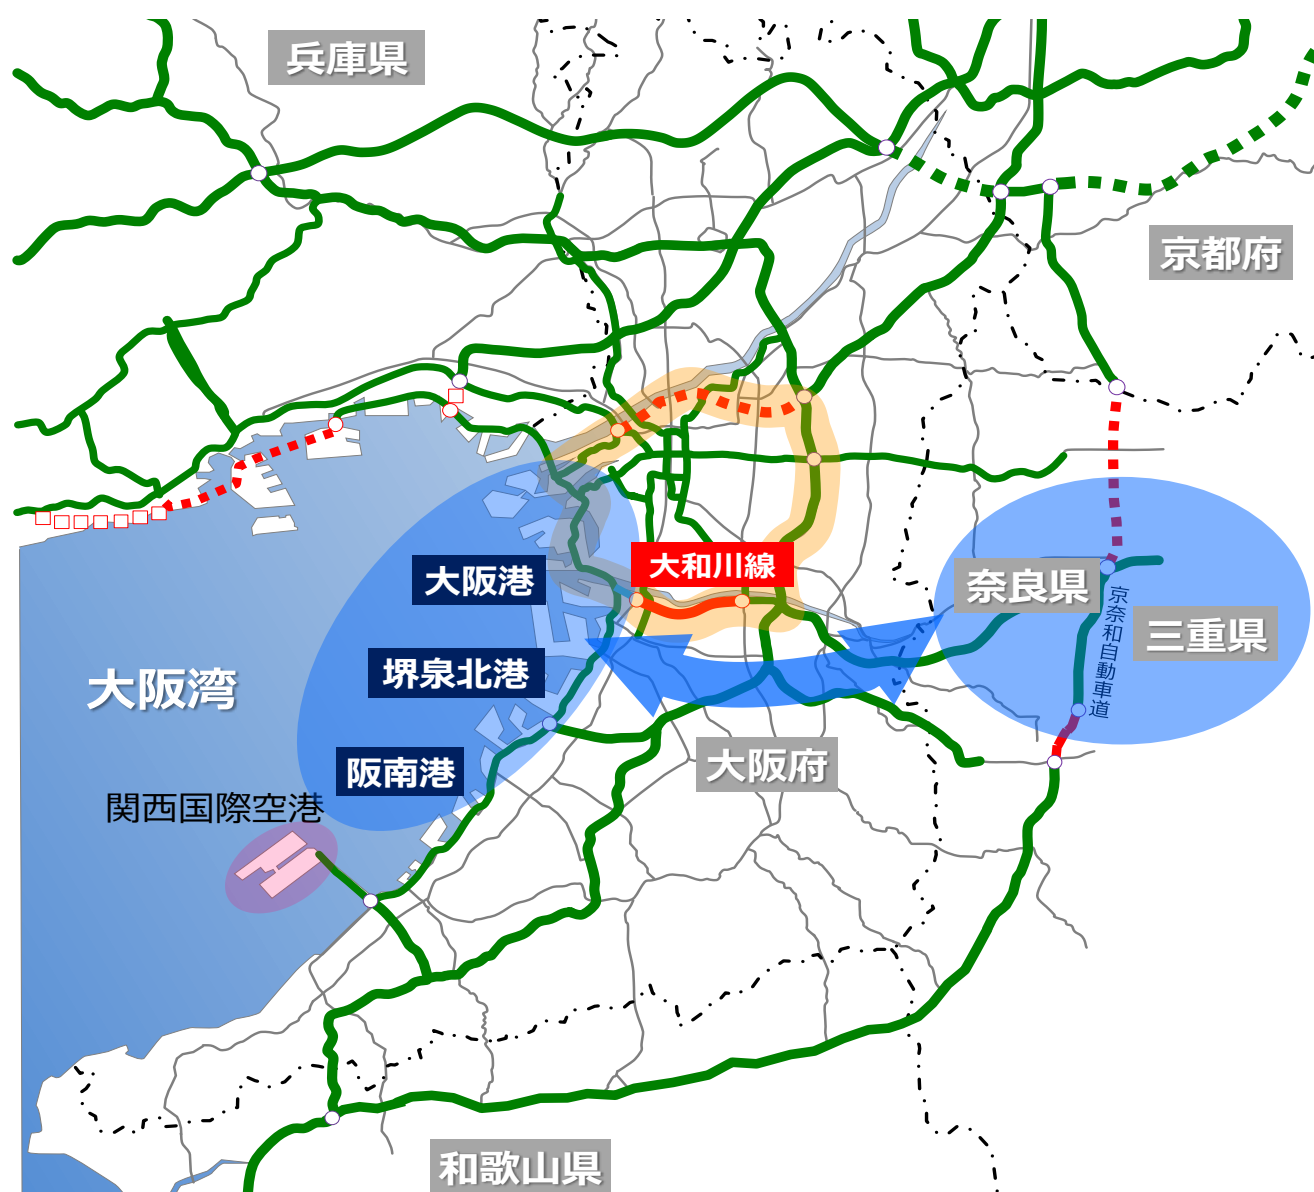 兵庫県
京都府
大和川線
大阪港
奈良県
京奈和自動車道
三重県
堺泉北港
大阪湾
大阪府
阪南港
関西国際空港
和歌山県